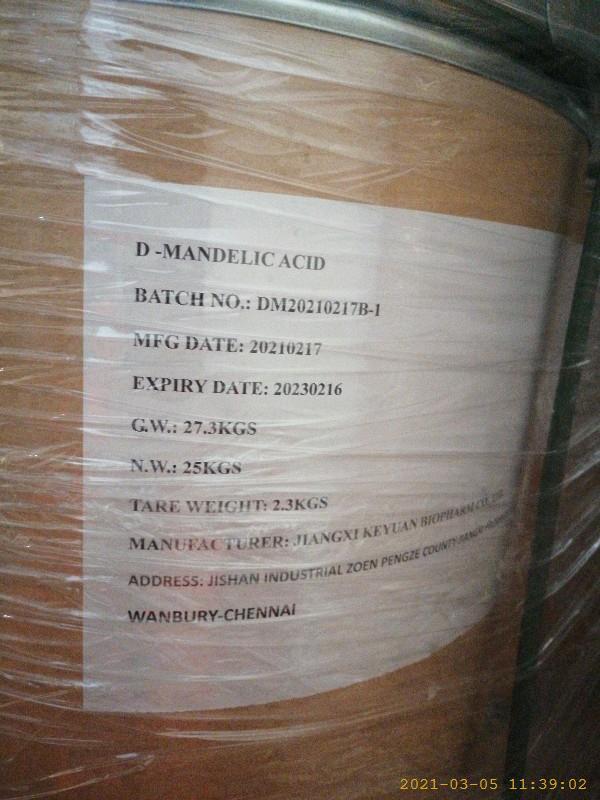 D -MANDELIC ACID
BATCH NO.: DM20210217B-1
MFG DATE: 20210217
EXPIRY DATE: 20230216
G.W.: 27.3KGS
N.W.: 25KGS
TARE WEIGHT: 2.3KGS
MANUFACTURER: JIANGXI KEYUAN BIOPHARM CO.,
ADDRESS: JISHAN INDUSTRIAL ZOEN PENGZE COUNTY
WANBURY-CHENNAI
2021-03-05 11:39:02